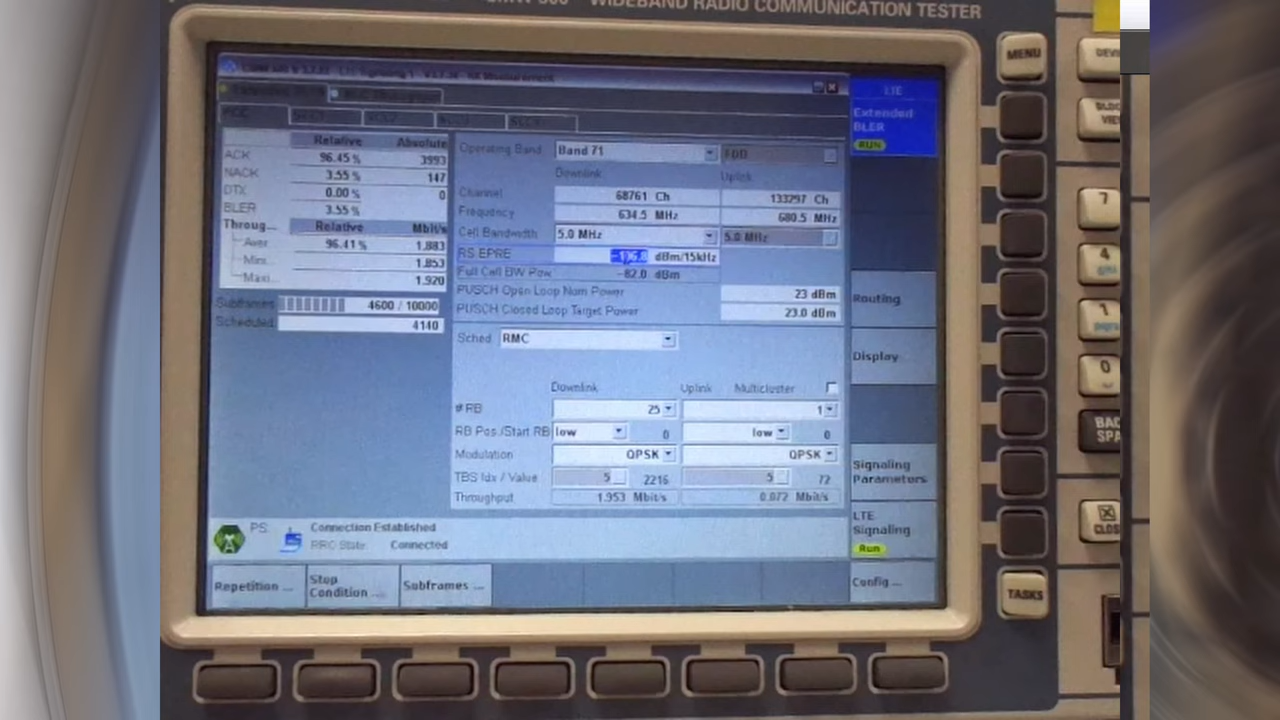 WIDEBAND RADIO COMMUNICATION TESTER
MENU
LTE
Extended
BLER
RUN
PCC
Relative Absolute
ACK 96.45 % 3993
NACK 3.55 % 147
DTX 0.00 % 0
BLER 3.55 %
Throug... Relative Mbit/s
Aver 96.41 % 1.883
Mini 1.853
Maxi 1.920
Subframes 4600 / 10000
Scheduled 4140
Operating Band Band 71 FDD
Downlink Uplink
Channel 68761 Ch 133297 Ch
Frequency 634.5 MHz 680.5 MHz
Cell Bandwidth 5.0 MHz 5.0 MHz
RS EPRE dBm/15kHz
Full Cell BW Pow. -82.0 dBm
PUSCH Open Loop Nom Power 23 dBm
PUSCH Closed Loop Target Power 23.0 dBm
Sched RMC
Downlink Uplink Multicluster
# RB 25 1
RB Pos./Start RB low 0 low 0
Modulation QPSK QPSK
TBS Idx / Value 5 2216 5 72
Throughput 1.953 Mbit/s 0.072 Mbit/s
PS: Connection Established
RRC State: Connected
Repetition ...
Stop
Condition ...
Subframes ...
Routing
Display
Signaling
Parameters
LTE
Signaling
Run
Config ...
TASKS
7
4
1
0
BAC
SPA
CLOS